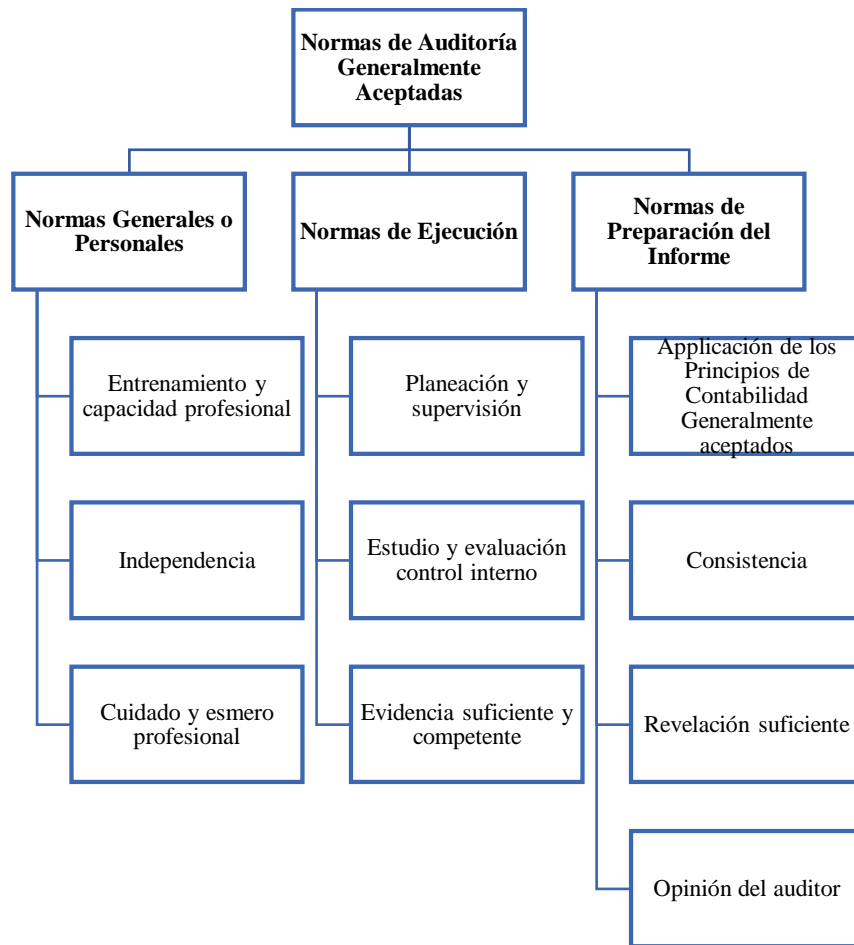 Normas de Auditoría
Generalmente
Aceptadas
Normas Generales o
Personales
Entrenamiento y
capacidad profesional
Independencia
Cuidado y esmero
profesional
Normas de Ejecución
Planeación y
supervisión
Estudio y evaluación
control interno
Evidencia suficiente y
competente
Normas de
Preparación del
Informe
Applicación de los
Principios de
Contabilidad
Generalmente
aceptados
Consistencia
Revelación suficiente
Opinión del auditor